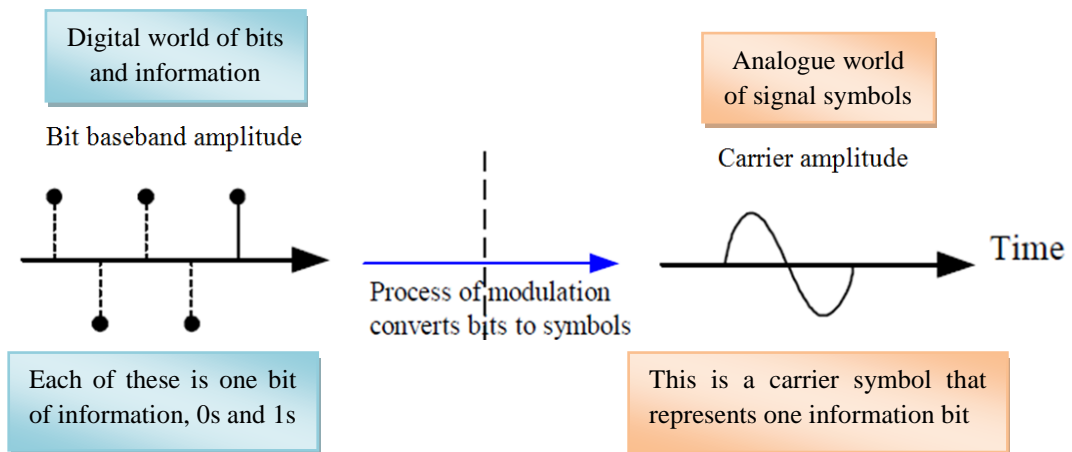 Digital world of bits
and information
Bit baseband amplitude
Each of these is one bit
of information, 0s and 1s
Process of modulation
converts bits to symbols
Analogue world
of signal symbols
Carrier amplitude
Time
This is a carrier symbol that
represents one information bit